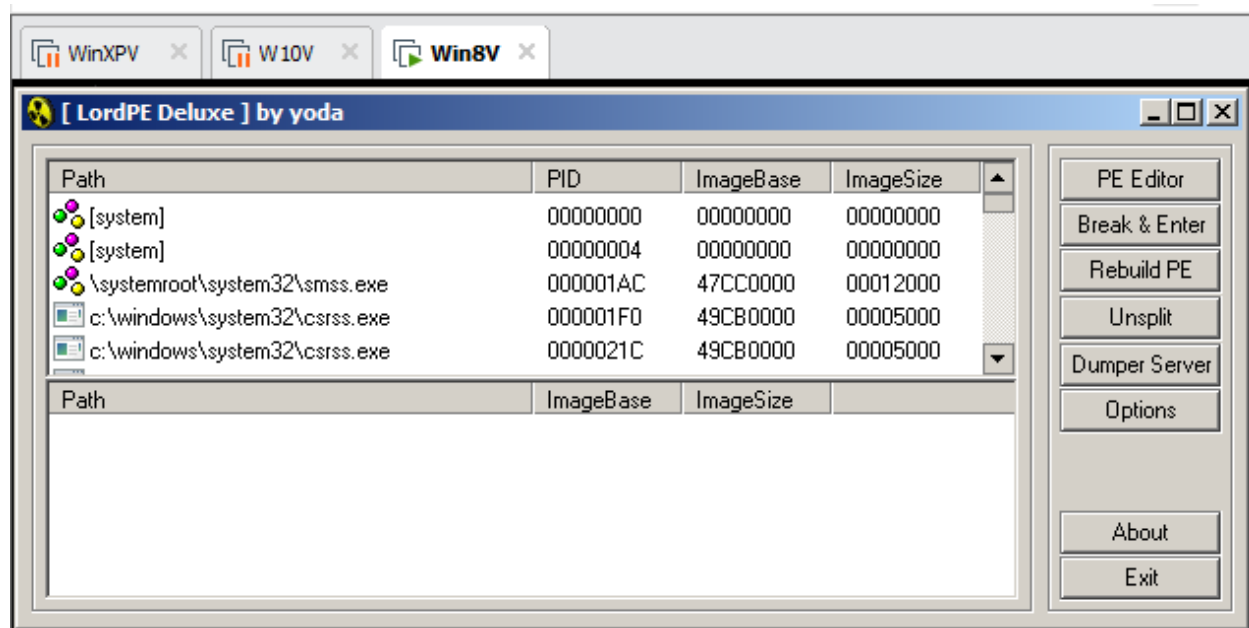 WinXPV W10V Win8V
[ LordPE Deluxe ] by yoda
Path PID ImageBase ImageSize
[system] 00000000 00000000 00000000
[system] 00000004 00000000 00000000
\systemroot\system32\smss.exe 000001AC 47CC0000 00012000
c:\windows\system32\csrss.exe 000001F0 49CB0000 00005000
c:\windows\system32\csrss.exe 0000021C 49CB0000 00005000
Path ImageBase ImageSize
PE Editor
Break & Enter
Rebuild PE
Unsplit
Dumper Server
Options
About
Exit